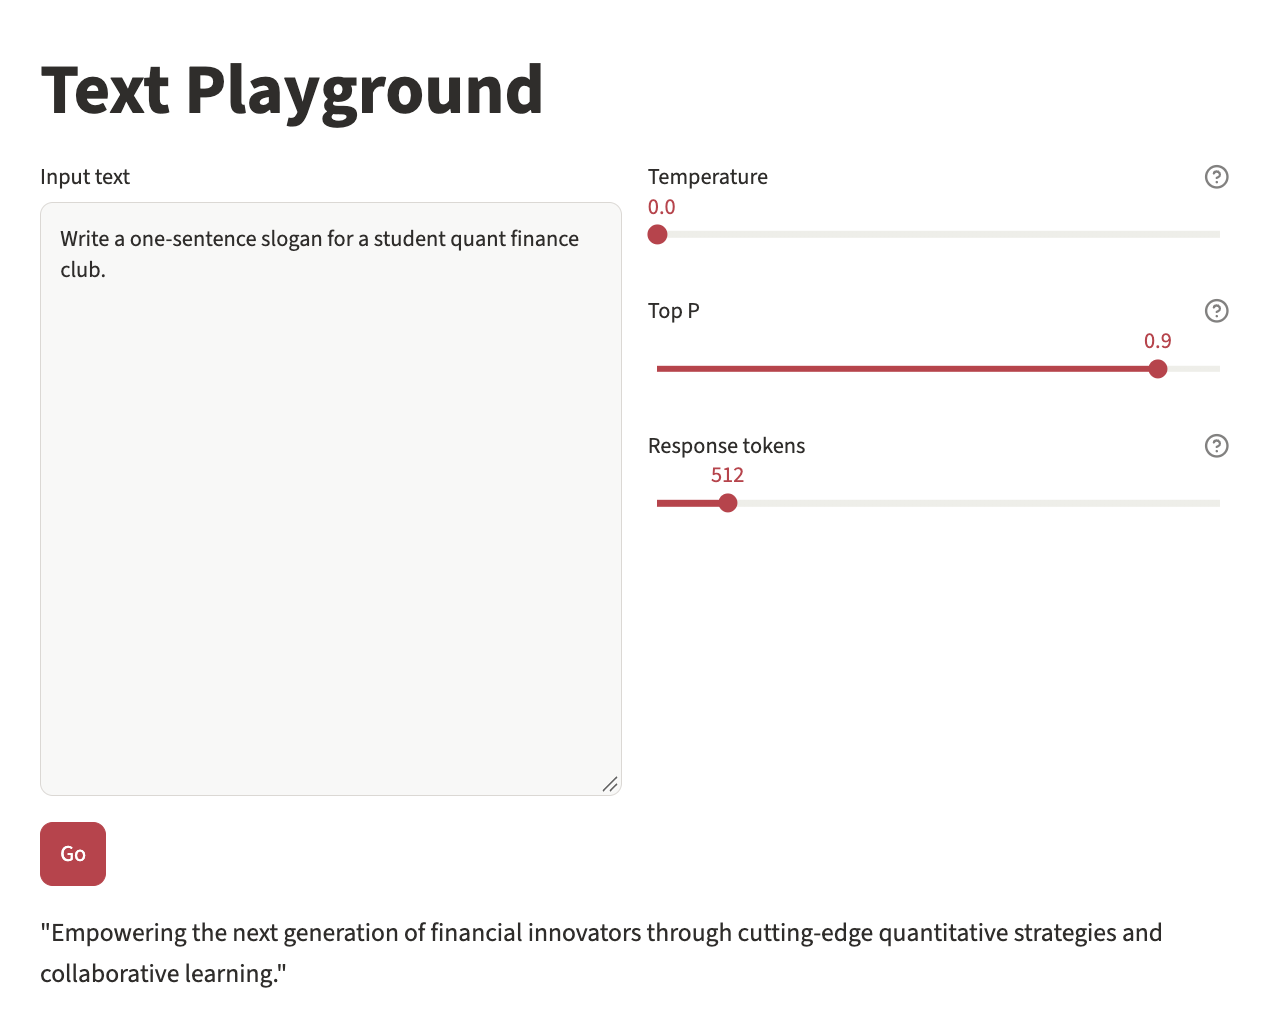 Text Playground
Input text
Write a one-sentence slogan for a student quant finance
club.
Temperature
0.0
Top P
0.9
Response tokens
512
Go
"Empowering the next generation of financial innovators through cutting-edge quantitative strategies and
collaborative learning."